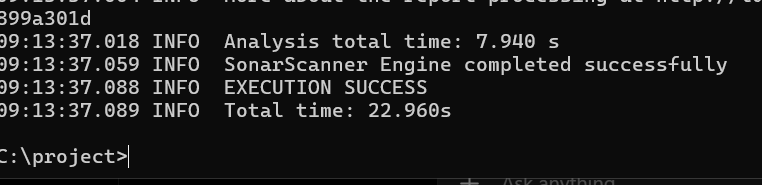 399a301d
09:13:37.018 INFO  Analysis total time: 7.940 s
09:13:37.059 INFO  SonarScanner Engine completed successfully
09:13:37.088 INFO  EXECUTION SUCCESS
09:13:37.089 INFO  Total time: 22.960s
C:\project>
Ask anything